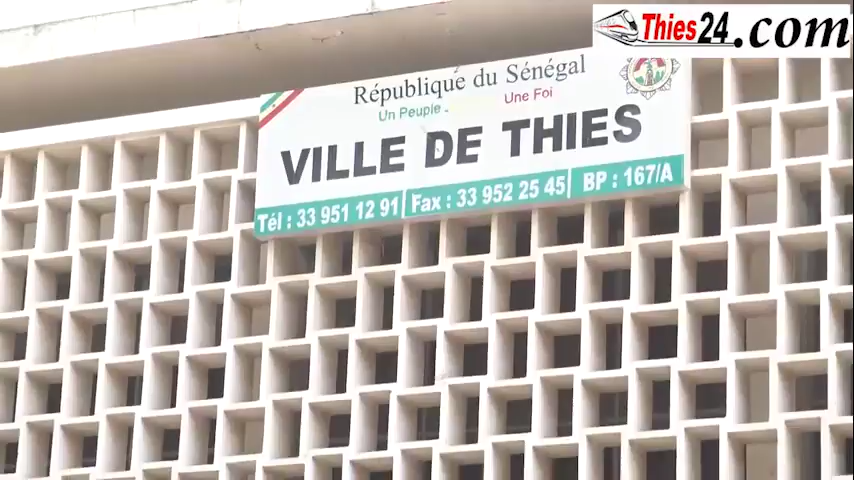 Thies24.com
République du Sénégal
Un Peuple - Une Foi
VILLE DE THIES
Tél : 33 951 12 91 Fax : 33 952 25 45 BP : 167/A